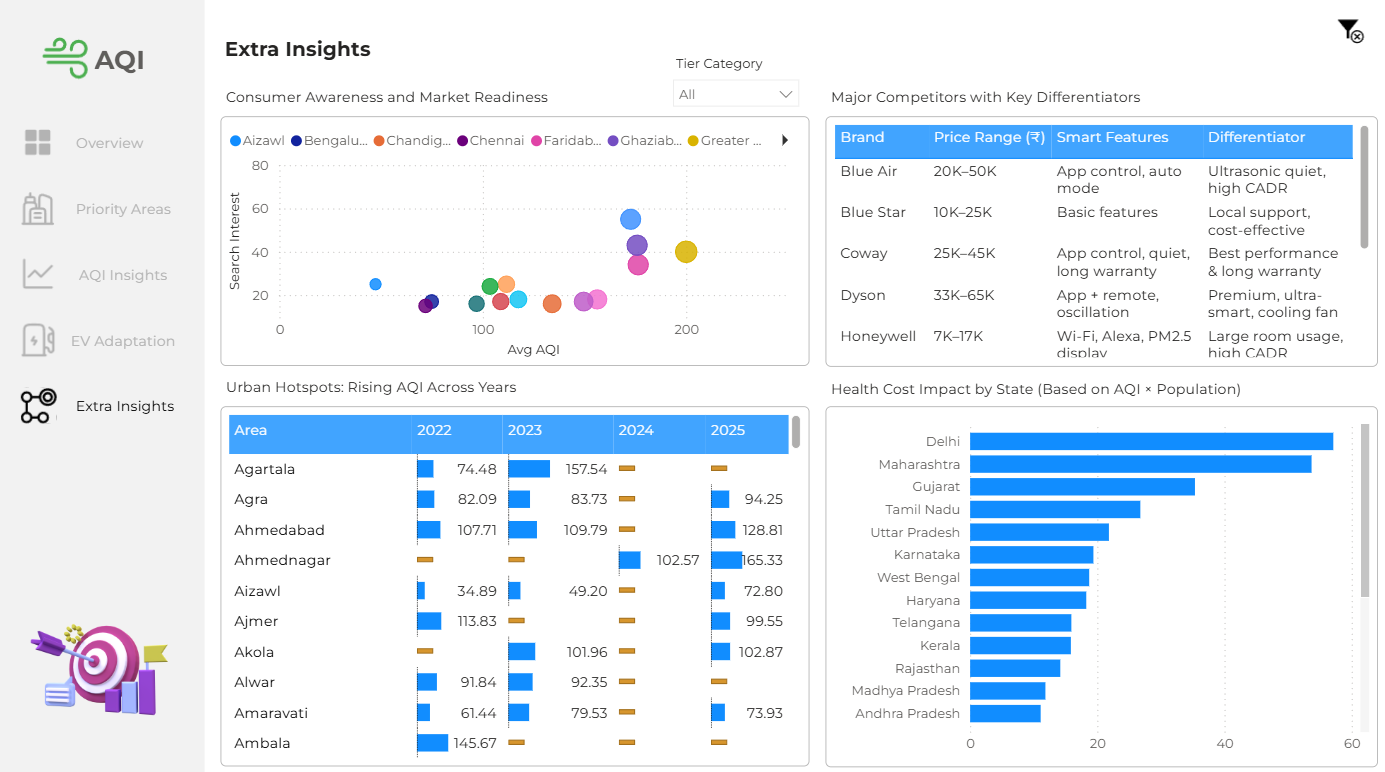 AQI
Overview
Priority Areas
AQI Insights
EV Adaptation
Extra Insights
Extra Insights
Tier Category
All
Consumer Awareness and Market Readiness
Aizawl Bengalu... Chandig... Chennai Faridab... Ghaziab... Greater ...
Search Interest
80
60
40
20
0 100 200
Avg AQI
Major Competitors with Key Differentiators
Brand Price Range (₹) Smart Features Differentiator
Blue Air 20K–50K App control, auto mode Ultrasonic quiet, high CADR
Blue Star 10K–25K Basic features Local support, cost-effective
Coway 25K–45K App control, quiet, long warranty Best performance & long warranty
Dyson 33K–65K App + remote, oscillation Premium, ultra-smart, cooling fan
Honeywell 7K–17K Wi-Fi, Alexa, PM2.5 display Large room usage, high CADR
Urban Hotspots: Rising AQI Across Years
Area 2022 2023 2024 2025
Agartala 74.48 157.54
Agra 82.09 83.73 94.25
Ahmedabad 107.71 109.79 128.81
Ahmednagar 102.57 165.33
Aizawl 34.89 49.20 72.80
Ajmer 113.83 99.55
Akola 101.96 102.87
Alwar 91.84 92.35
Amaravati 61.44 79.53 73.93
Ambala 145.67
Health Cost Impact by State (Based on AQI × Population)
Delhi
Maharashtra
Gujarat
Tamil Nadu
Uttar Pradesh
Karnataka
West Bengal
Haryana
Telangana
Kerala
Rajasthan
Madhya Pradesh
Andhra Pradesh
0 20 40 60